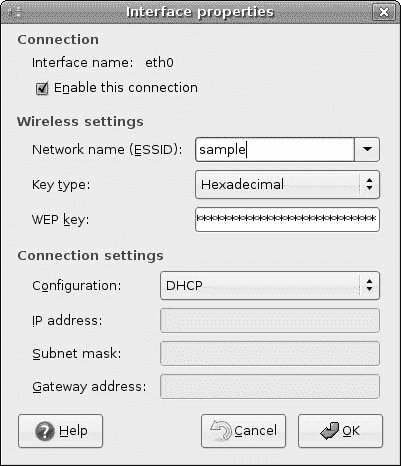 Interface properties
Connection
Interface name: eth0
Enable this connection
Wireless settings
Network name (ESSID): sample
Key type: Hexadecimal
WEP key: **************************
Connection settings
Configuration: DHCP
IP address:
Subnet mask:
Gateway address:
Help Cancel OK